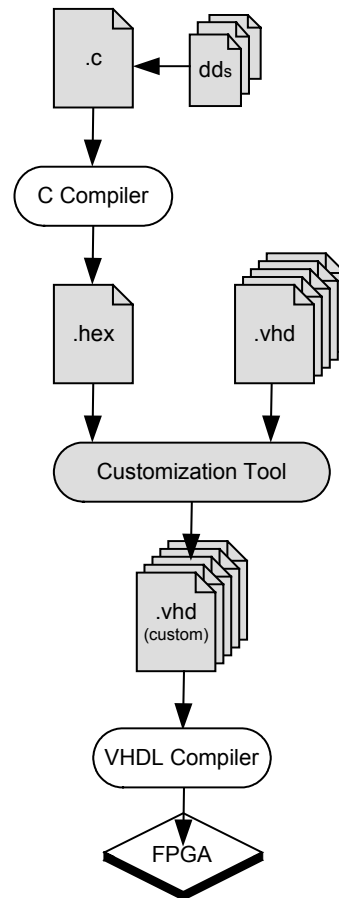 .c
dds
C Compiler
.hex
.vhd
Customization Tool
.vhd
(custom)
VHDL Compiler
FPGA